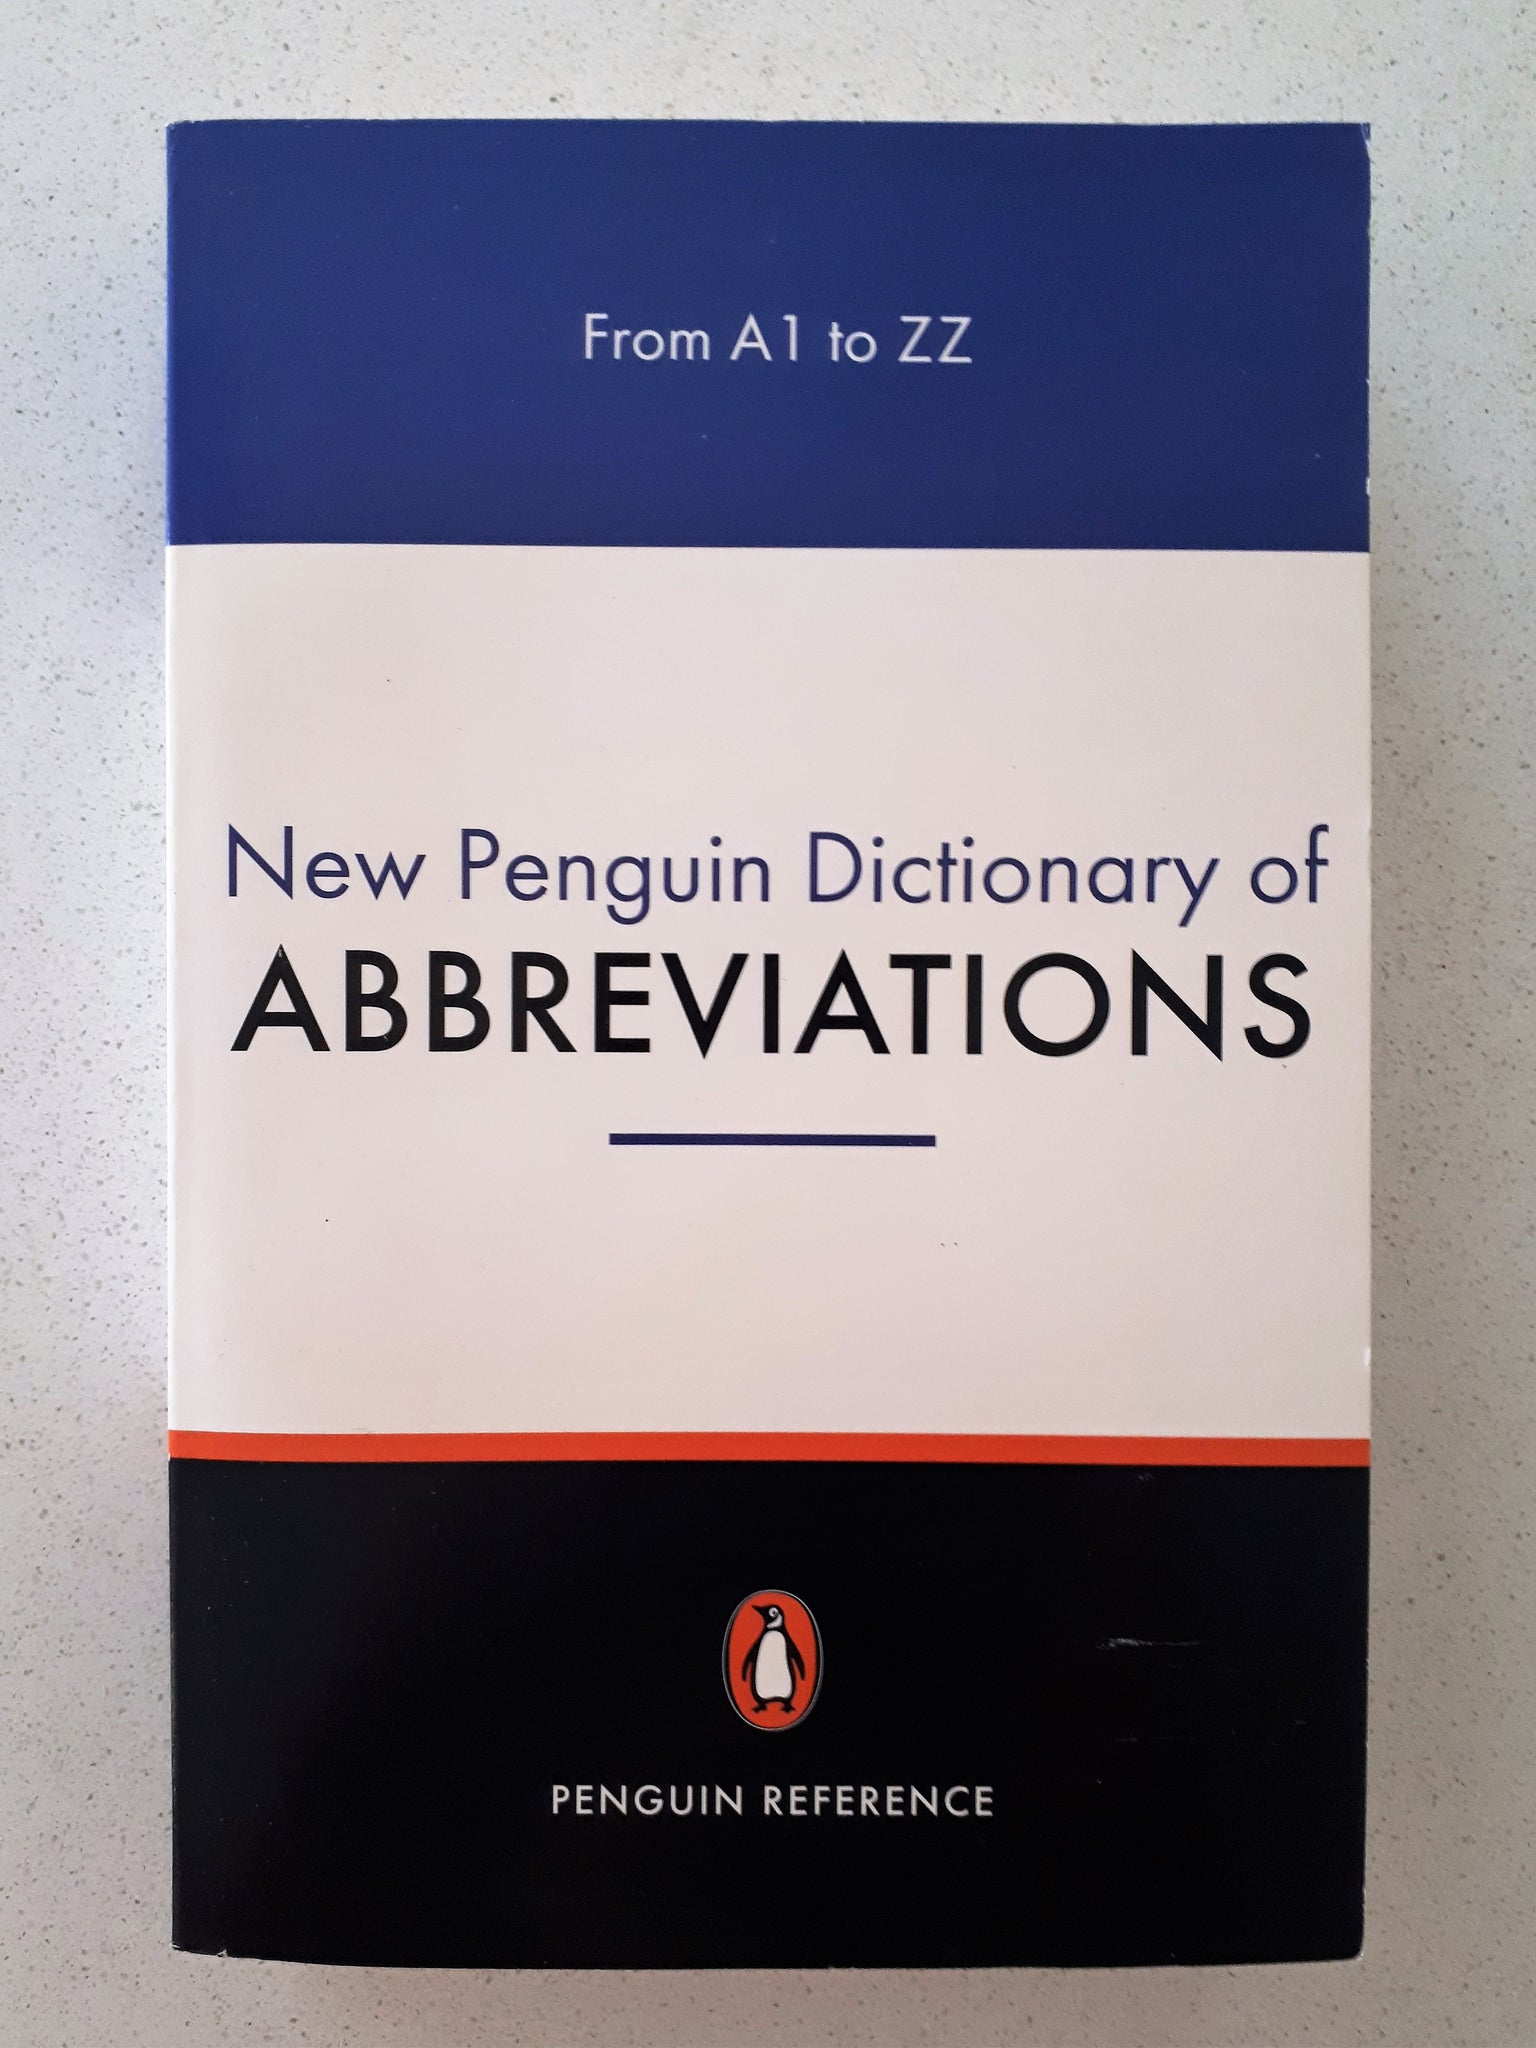 From A1 to ZZ
New Penguin Dictionary of
ABBREVIATIONS
PENGUIN REFERENCE